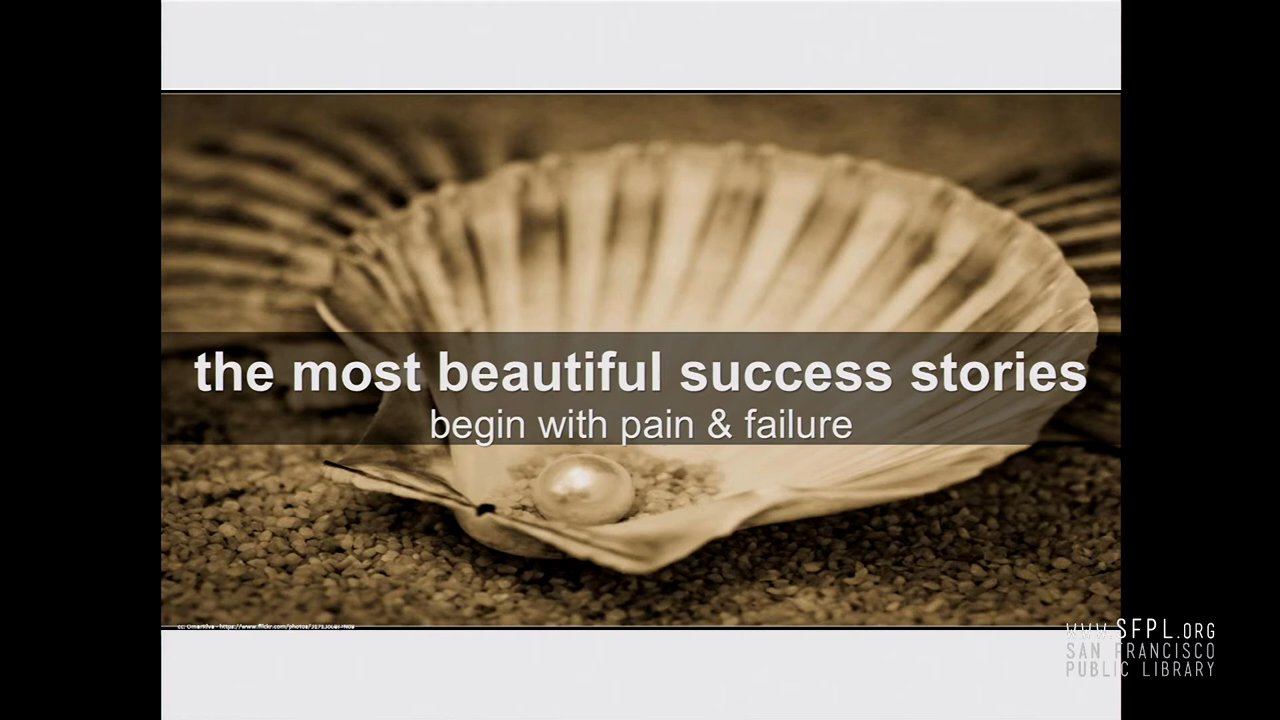 the most beautiful success stories
begin with pain & failure
www.SFPL.ORG
SAN FRANCISCO
PUBLIC LIBRARY